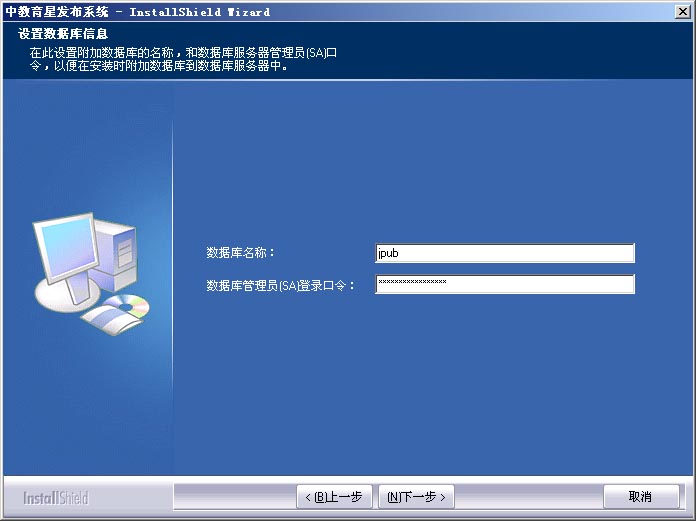 中教育星发布系统 - InstallShield Wizard
设置数据库信息
在此设置附加数据库的名称，和数据库服务器管理员(SA)口
令，以便在安装时附加数据库到数据库服务器中。
数据库名称：
jpub
数据库管理员(SA)登录口令：
*****************
InstallShield
< (B)上一步
(N)下一步 >
取消